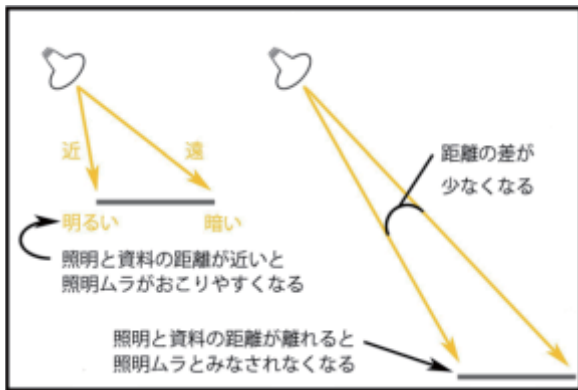 近
遠
明るい
暗い
照明と資料の距離が近いと
照明ムラがおこりやすくなる
距離の差が
少なくなる
照明と資料の距離が離れると
照明ムラとみなされなくなる